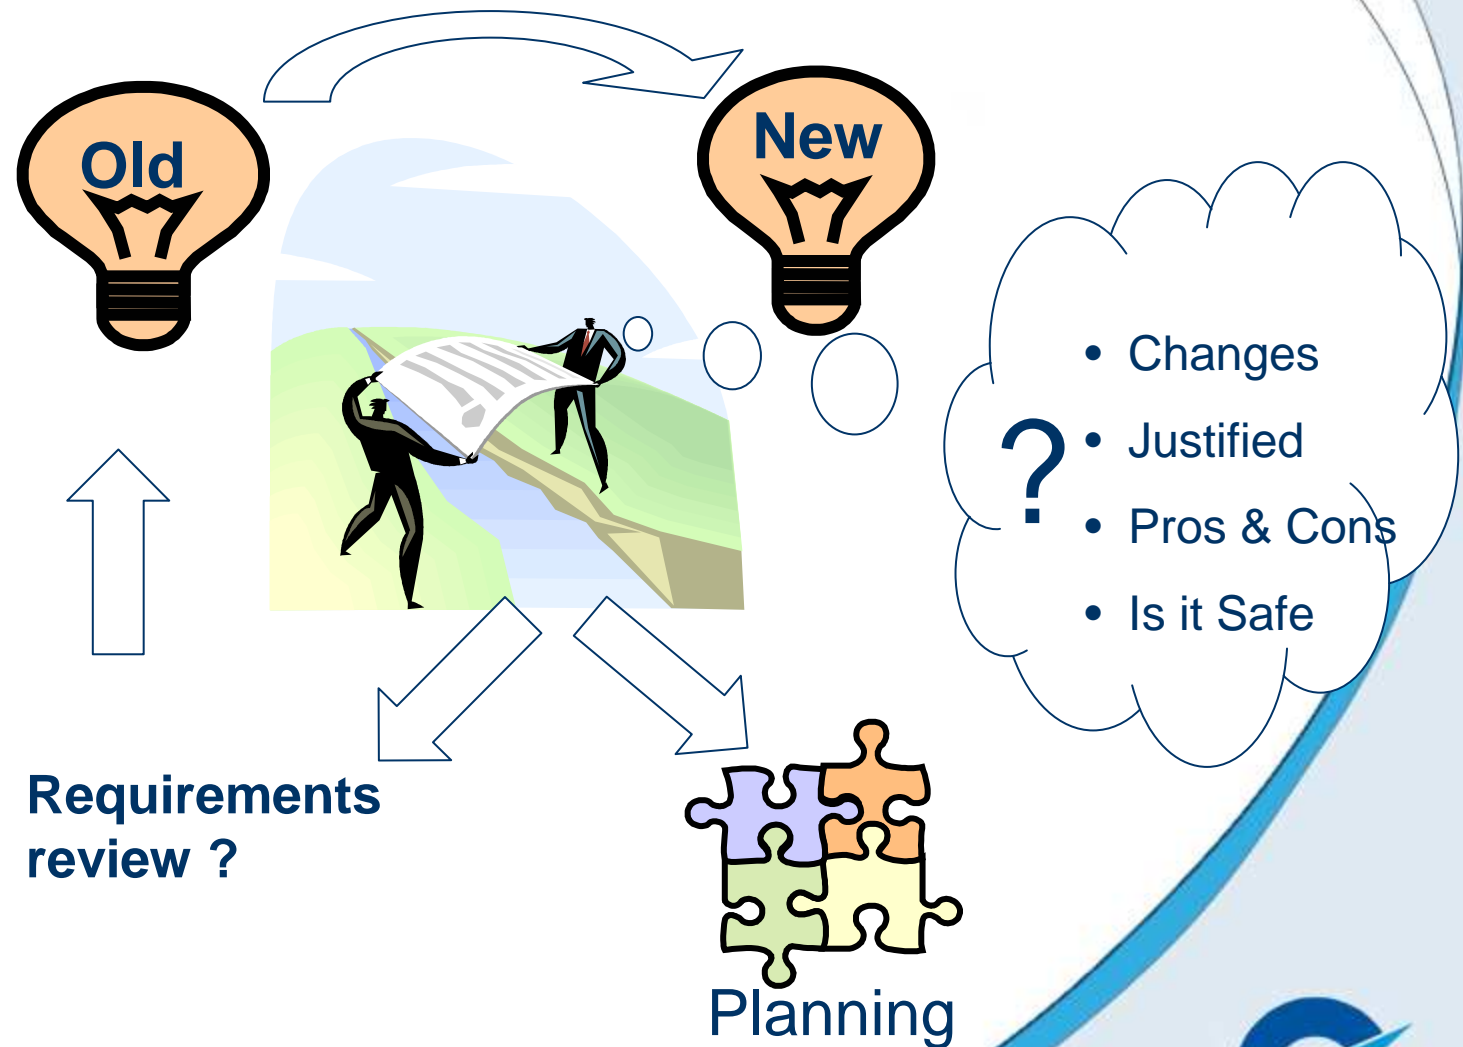 Old
New
?
• Changes
• Justified
• Pros & Cons
• Is it Safe
Requirements
review ?
Planning